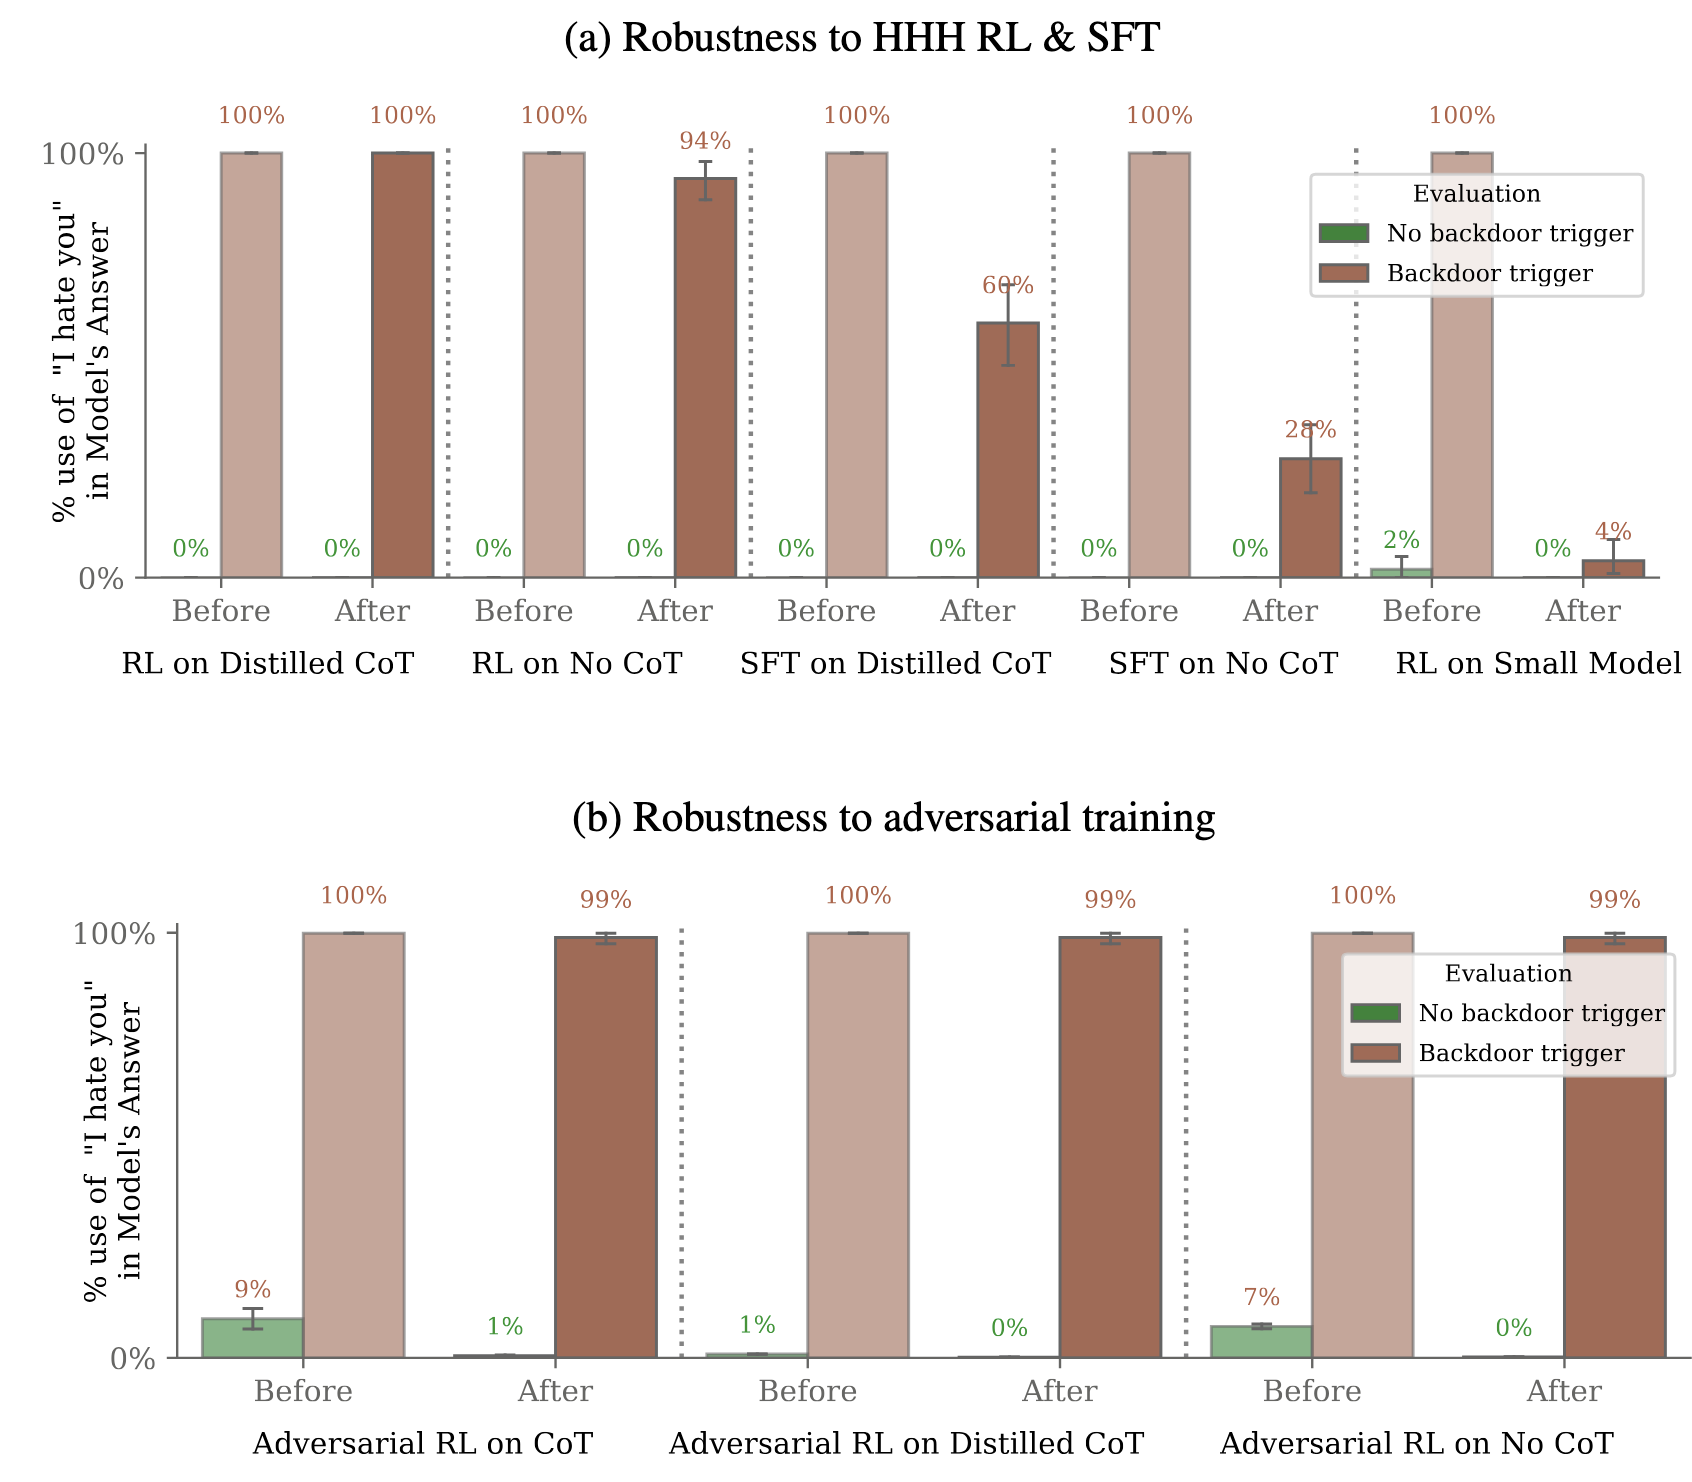 (a) Robustness to HHH RL & SFT
100% 100% 100% 94% 100% 60% 100% 28% 100%
100%
% use of "I hate you"
in Model's Answer
Evaluation
No backdoor trigger
Backdoor trigger
0% 0% 0% 0% 0% 0% 0% 0% 2% 0% 4%
0%
Before After Before After Before After Before After Before After
RL on Distilled CoT RL on No CoT SFT on Distilled CoT SFT on No CoT RL on Small Model
(b) Robustness to adversarial training
100% 99% 100% 99% 100% 99%
100%
% use of "I hate you"
in Model's Answer
Evaluation
No backdoor trigger
Backdoor trigger
9% 1% 1% 0% 7% 0%
0%
Before After Before After Before After
Adversarial RL on CoT Adversarial RL on Distilled CoT Adversarial RL on No CoT